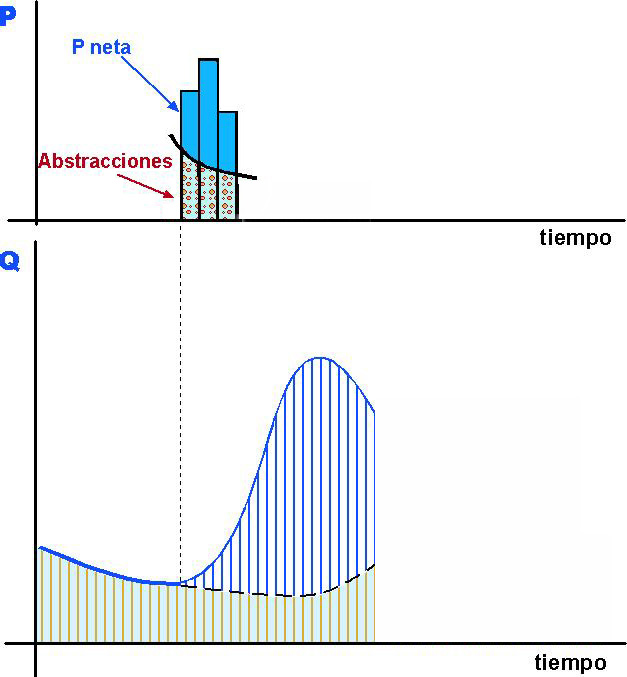 P
P neta
Abstracciones
tiempo
Q
tiempo